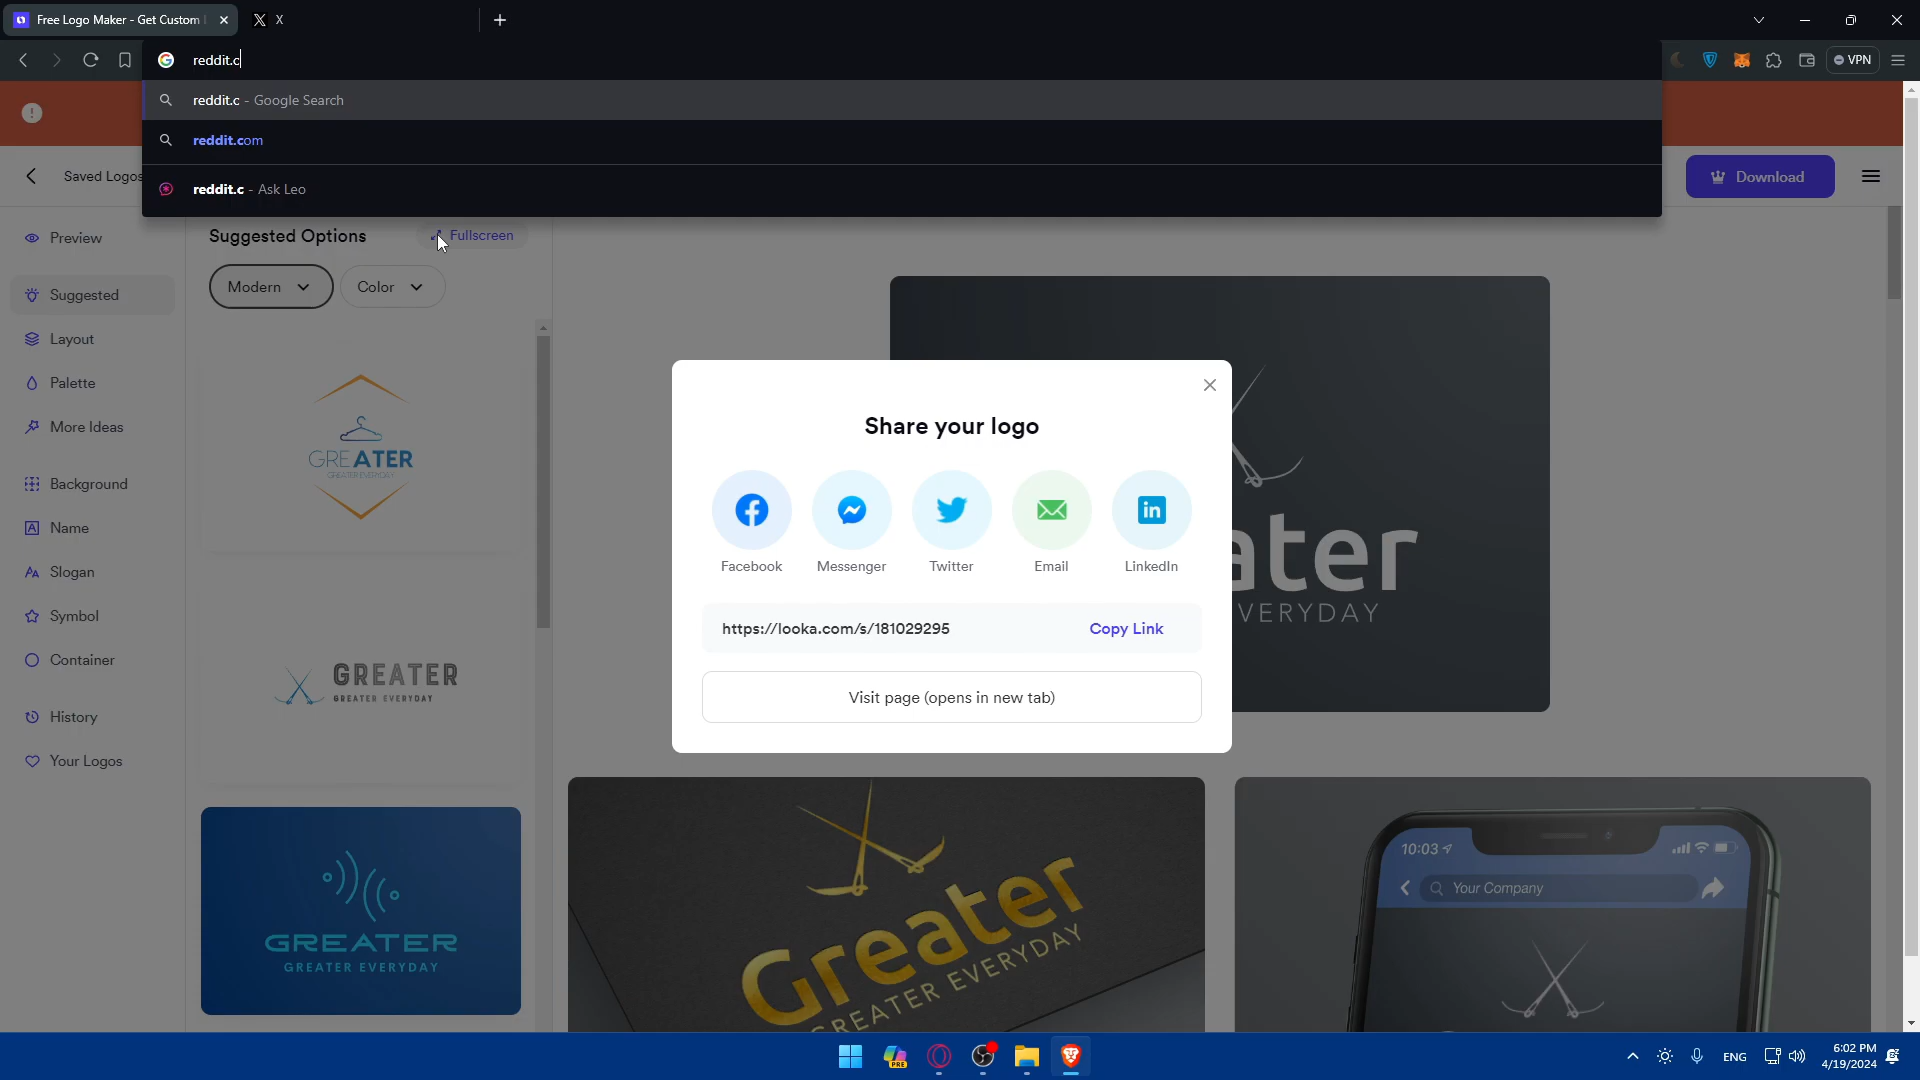 Free Logo Maker - Get Custom
X
reddit.c
VPN
reddit.c - Google Search
reddit.com
reddit.c - Ask Leo
Saved Logos
Download
Preview
Suggested
Layout
Palette
More Ideas
Background
Name
Slogan
Symbol
Container
History
Your Logos
Suggested Options
Fullscreen
Modern
Color
GREATER
GREATER EVERYDAY
GREATER
GREATER EVERYDAY
GREATER
GREATER EVERYDAY
Share your logo
Facebook
Messenger
Twitter
Email
LinkedIn
https://looka.com/s/181029295
Copy Link
Visit page (opens in new tab)
ater
VERYDAY
Greater
GREATER EVERYDAY
10:03
Your Company
PRE
ENG
6:02 PM
4/19/2024